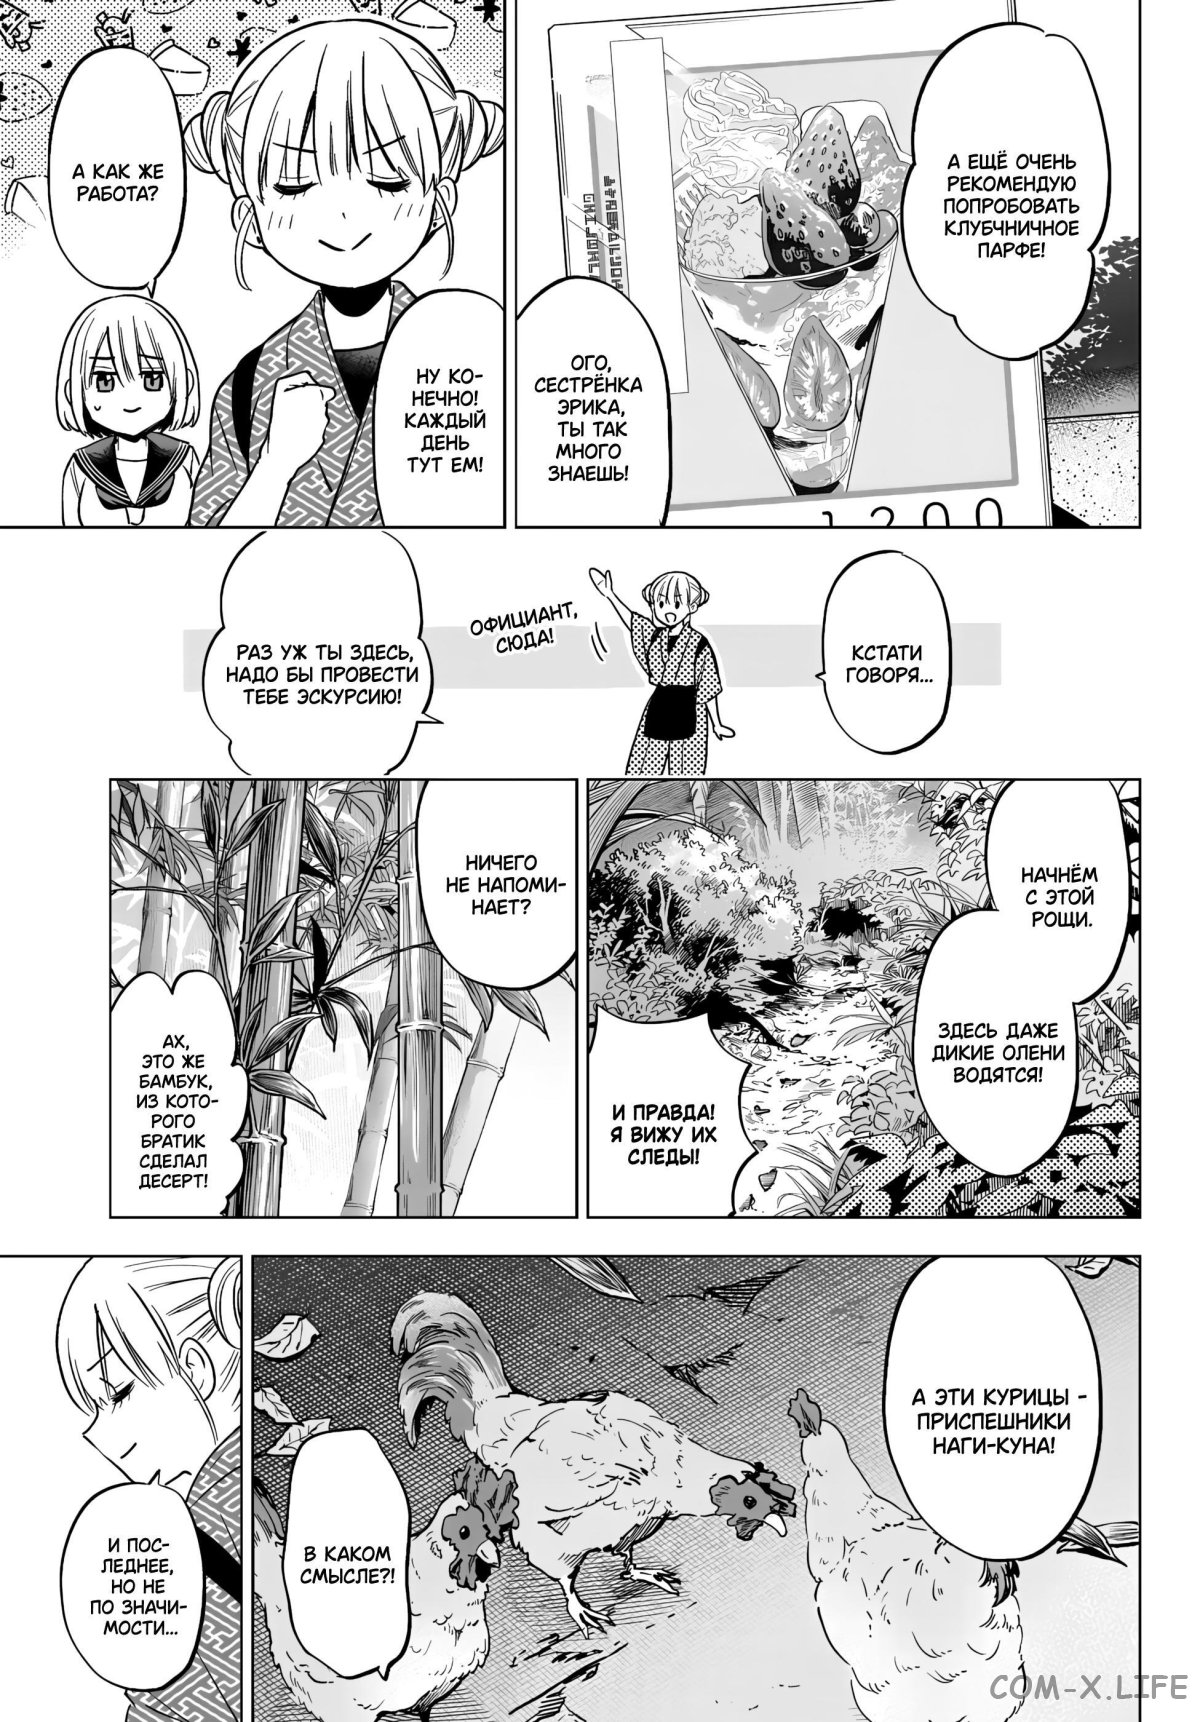 А ЕЩЁ ОЧЕНЬ
РЕКОМЕНДУЮ
ПОПРОБОВАТЬ
КЛУБЧНИЧНОЕ
ПАРФЕ!
1200
ОГО,
СЕСТРЁНКА
ЭРИКА,
ТЫ ТАК
МНОГО
ЗНАЕШЬ!
НУ КО-
НЕЧНО!
КАЖДЫЙ
ДЕНЬ
ТУТ ЕМ!
А КАК ЖЕ
РАБОТА?
КСТАТИ
ГОВОРЯ...
ОФИЦИАНТ,
СЮДА!
РАЗ УЖ ТЫ ЗДЕСЬ,
НАДО БЫ ПРОВЕСТИ
ТЕБЕ ЭСКУРСИЮ!
НАЧНЁМ
С ЭТОЙ
РОЩИ.
ЗДЕСЬ ДАЖЕ
ДИКИЕ ОЛЕНИ
ВОДЯТСЯ!
И ПРАВДА!
Я ВИЖУ ИХ
СЛЕДЫ!
НИЧЕГО
НЕ НАПОМИ-
НАЕТ?
АХ,
ЭТО ЖЕ
БАМБУК,
ИЗ КОТО-
РОГО
БРАТИК
СДЕЛАЛ
ДЕСЕРТ!
А ЭТИ КУРИЦЫ -
ПРИСПЕШНИКИ
НАГИ-КУНА!
В КАКОМ
СМЫСЛЕ?!
И ПОС-
ЛЕДНЕЕ,
НО НЕ
ПО ЗНАЧИ-
МОСТИ...
COM-X.LIFE